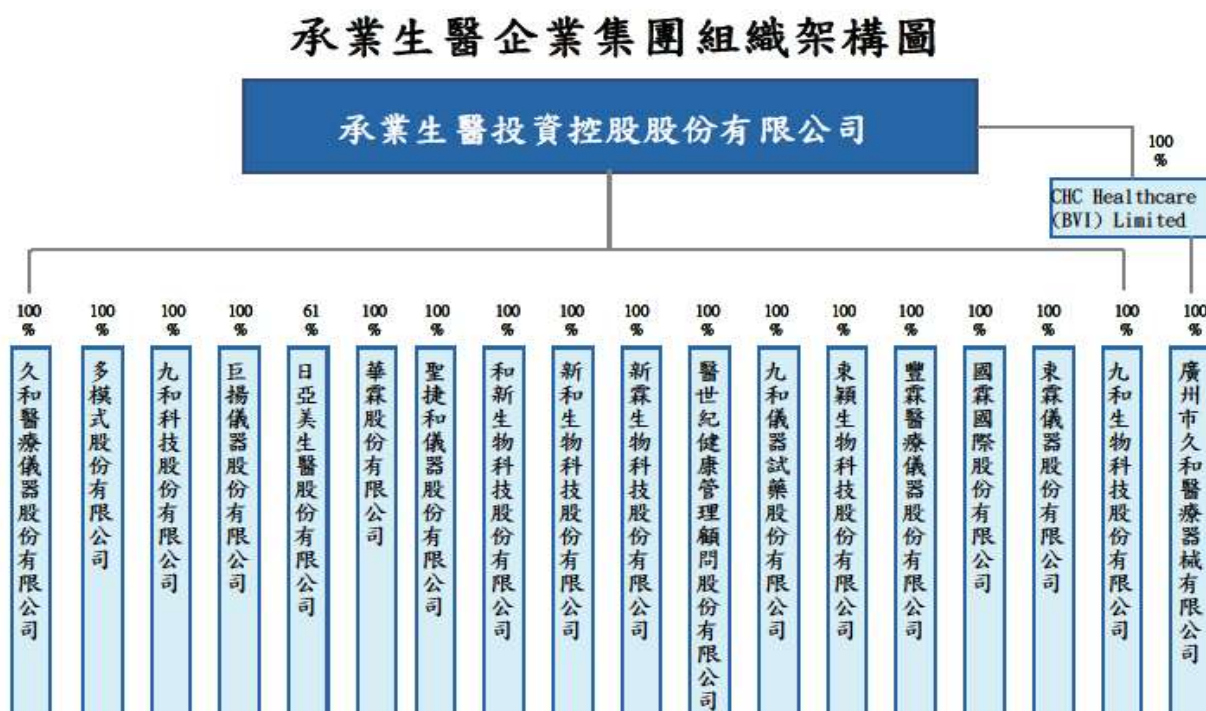 承業生醫企業集團組織架構圖
承業生醫投資控股股份有限公司
100
%
CHC Healthcare
(BVI) Limited
100
%
100
%
100
%
100
%
61
%
100
%
100
%
100
%
100
%
100
%
100
%
100
%
100
%
100
%
100
%
100
%
100
%
100%
久和醫療儀器股份有限公司
多模式股份有限公司
九和科技股份有限公司
巨揚儀器股份有限公司
日亞美生醫股份有限公司
華霖股份有限公司
聖捷和儀器股份有限公司
和新生物科技股份有限公司
新和生物科技股份有限公司
新霖生物科技股份有限公司
醫世紀健康管理顧問股份有限公司
九和儀器試藥股份有限公司
東穎生物科技股份有限公司
豐霖醫療儀器股份有限公司
國霖國際股份有限公司
東霖儀器股份有限公司
九和生物科技股份有限公司
廣州市久和醫療器械有限公司